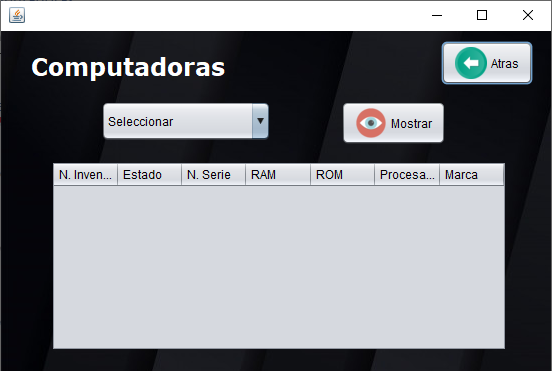 Computadoras
Atras
Seleccionar
Mostrar
N. Inven... Estado N. Serie RAM ROM Procesa... Marca